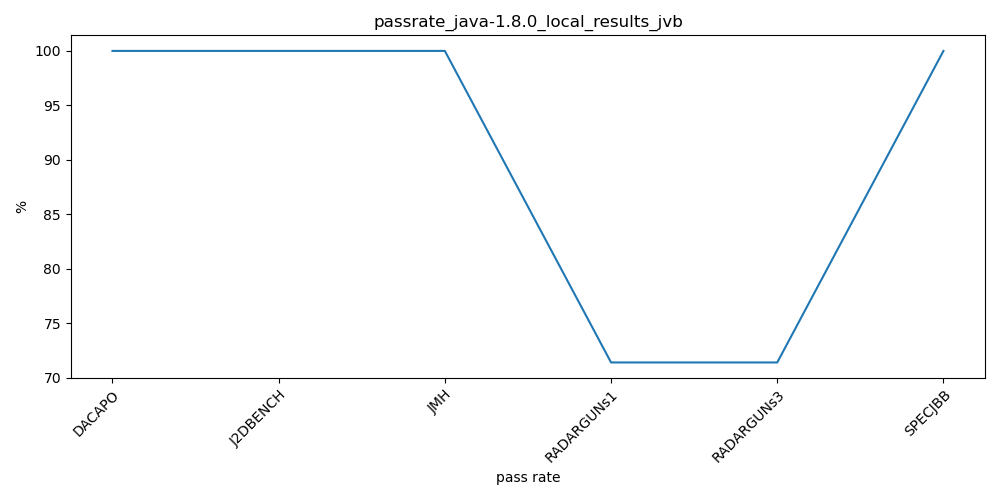 passrate_java-1.8.0_local_results_jvb
100
95
90
85
80
75
70
%
DACAPO
J2DBENCH
JMH
RADARGUNs1
RADARGUNs3
SPECJBB
pass rate